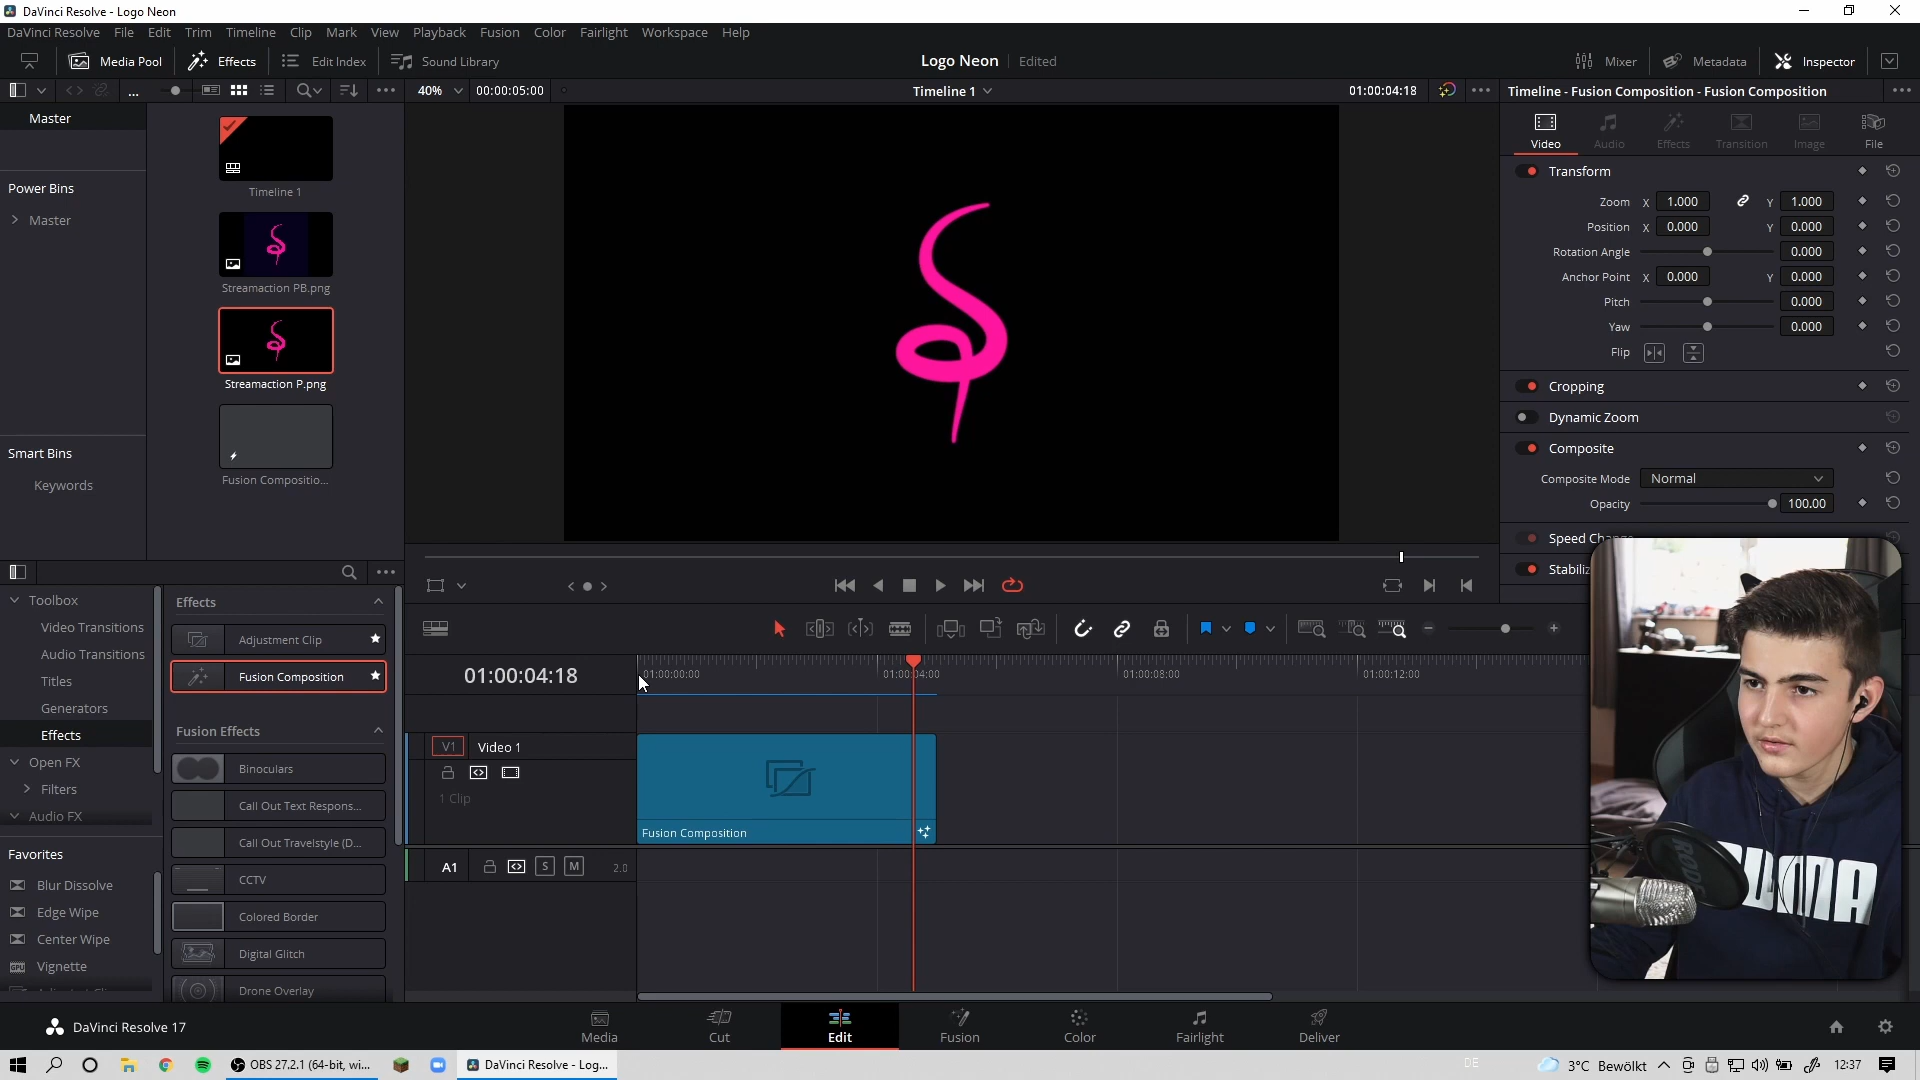 DaVinci Resolve - Logo Neon
DaVinci Resolve File Edit Trim Timeline Clip Mark View Playback Fusion Color Fairlight Workspace Help
Media Pool Effects Edit Index Sound Library Logo Neon Edited Mixer Metadata Inspector
... 40% 00:00:05:00 Timeline 1 01:00:04:18 Timeline - Fusion Composition - Fusion Composition
Master
Power Bins
Master
Smart Bins
Keywords
Timeline 1
Streamaction PB.png
Streamaction P.png
Fusion Compositio...
Video Audio Effects Transition Image File
Transform
Zoom X 1.000 Y 1.000
Position X 0.000 Y 0.000
Rotation Angle 0.000
Anchor Point X 0.000 Y 0.000
Pitch 0.000
Yaw 0.000
Flip
Cropping
Dynamic Zoom
Composite
Composite Mode Normal
Opacity 100.00
Speed Ch
Stabiliz
Toolbox
Video Transitions
Audio Transitions
Titles
Generators
Effects
Open FX
Filters
Audio FX
Favorites
Blur Dissolve
Edge Wipe
Center Wipe
Vignette
Effects
Adjustment Clip
Fusion Composition
Fusion Effects
Binoculars
Call Out Text Respons...
Call Out Travelstyle (D...
CCTV
Colored Border
Digital Glitch
Drone Overlay
01:00:04:18
01:00:00:00 01:00:04:00 01:00:08:00 01:00:12:00
V1 Video 1
1 Clip
Fusion Composition
A1 S M 2.0
RODE
PUMA
DaVinci Resolve 17
Media Cut Edit Fusion Color Fairlight Deliver
OBS 27.2.1 (64-bit, wi... DaVinci Resolve - Log... DE 3°C Bewölkt 12:37